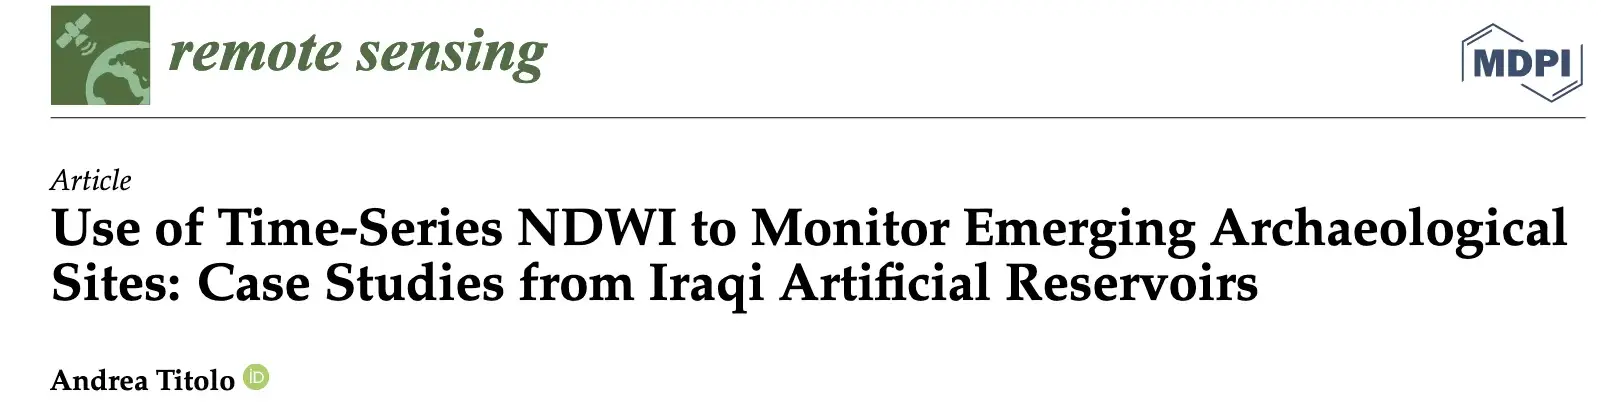 remote sensing
MDPI
Article
Use of Time-Series NDWI to Monitor Emerging Archaeological
Sites: Case Studies from Iraqi Artificial Reservoirs
Andrea Titolo iD